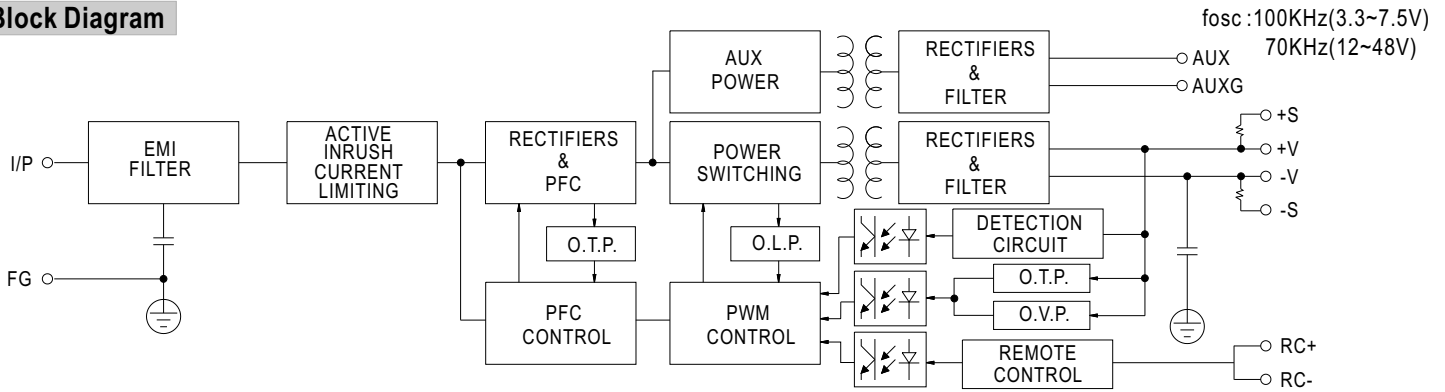 Block Diagram
fosc :100KHz(3.3~7.5V)
70KHz(12~48V)
AUX
POWER
RECTIFIERS
&
FILTER
AUX
AUXG
I/P
EMI
FILTER
ACTIVE
INRUSH
CURRENT
LIMITING
RECTIFIERS
&
PFC
POWER
SWITCHING
RECTIFIERS
&
FILTER
+S
+V
-V
-S
O.T.P.
O.L.P.
DETECTION
CIRCUIT
FG
PFC
CONTROL
PWM
CONTROL
O.T.P.
O.V.P.
REMOTE
CONTROL
RC+
RC-